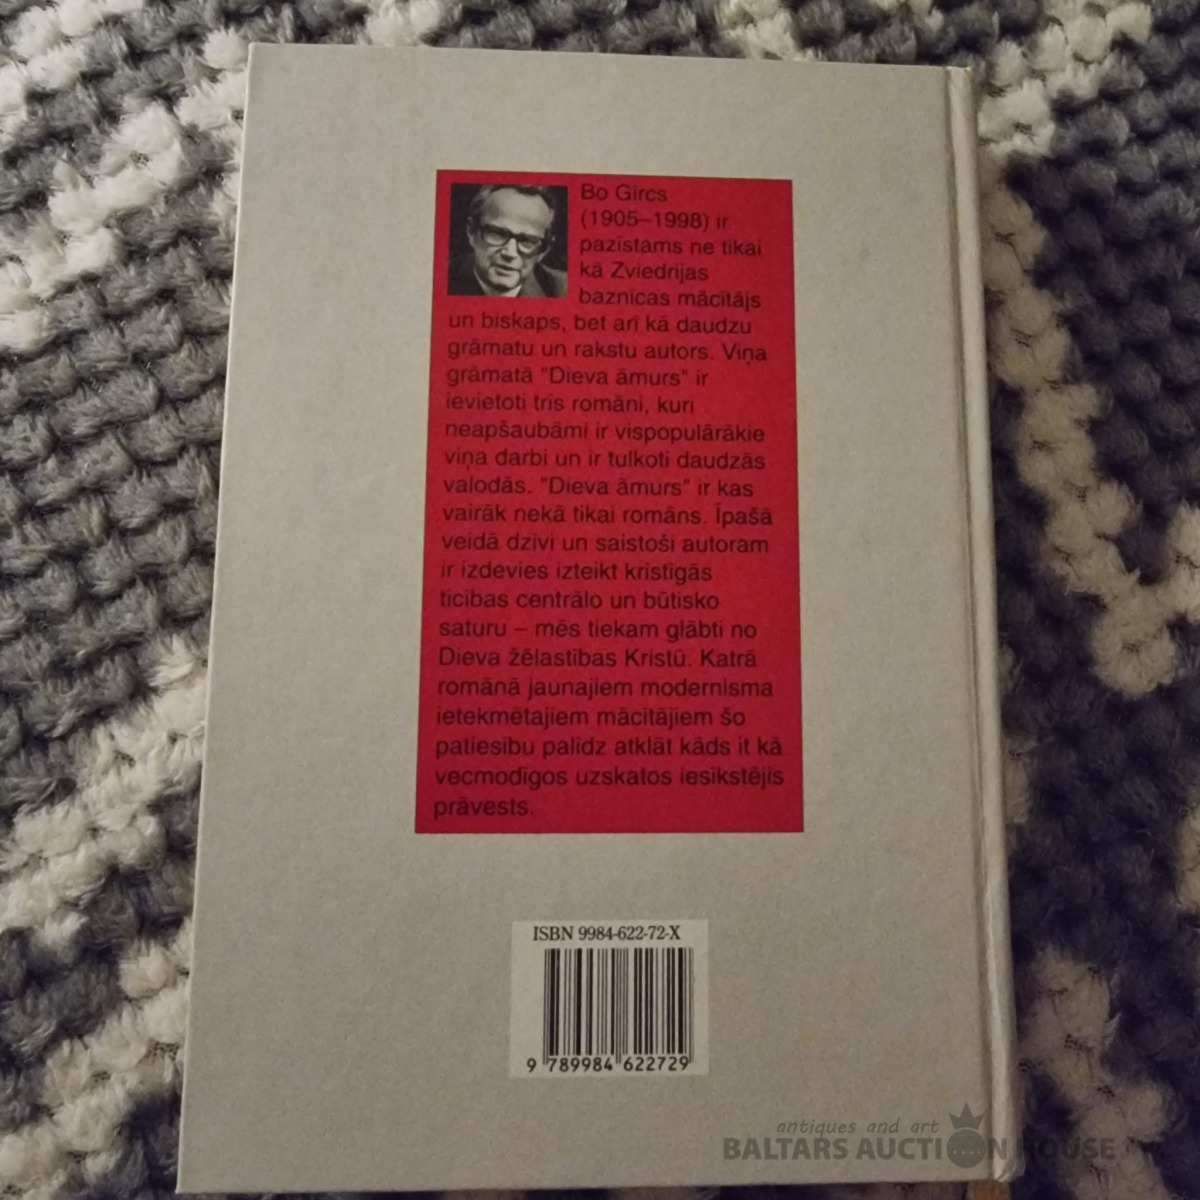 Bo Gircs
(1905–1998) ir
pazīstams ne tikai
kā Zviedrijas
baznīcas mācītājs
un bīskaps, bet arī kā daudzu
grāmatu un rakstu autors. Viņa
grāmatā "Dieva āmurs" ir
ievietoti trīs romāni, kuri
neapšaubāmi ir vispopulārākie
viņa darbi un ir tulkoti daudzās
valodās. "Dieva āmurs" ir kas
vairāk nekā tikai romāns. Īpašā
veidā dzīvi un saistoši autoram
ir izdevies izteikt kristīgās
ticības centrālo un būtisko
saturu – mēs tiekam glābti no
Dieva žēlastības Kristū. Katrā
romānā jaunajiem modernisma
ietekmētajiem mācītājiem šo
patiesību palīdz atklāt kāds it kā
vecmodīgos uzskatos iesīkstējis
prāvests.
ISBN 9984-622-72-X
9 789984 622729
antiques and art
BALTARS AUCTION HOUSE